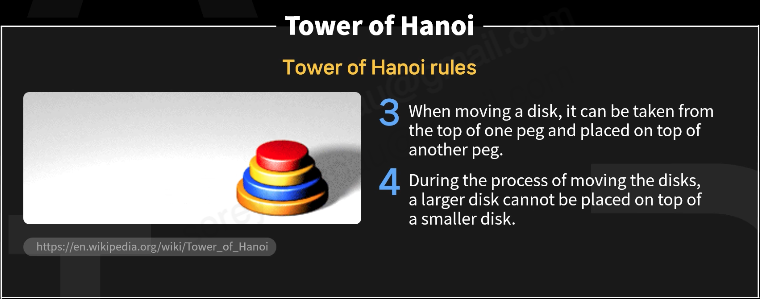 Tower of Hanoi
Tower of Hanoi rules
3 When moving a disk, it can be taken from
the top of one peg and placed on top of
another peg.
4 During the process of moving the disks,
a larger disk cannot be placed on top of
a smaller disk.
https://en.wikipedia.org/wiki/Tower_of_Hanoi